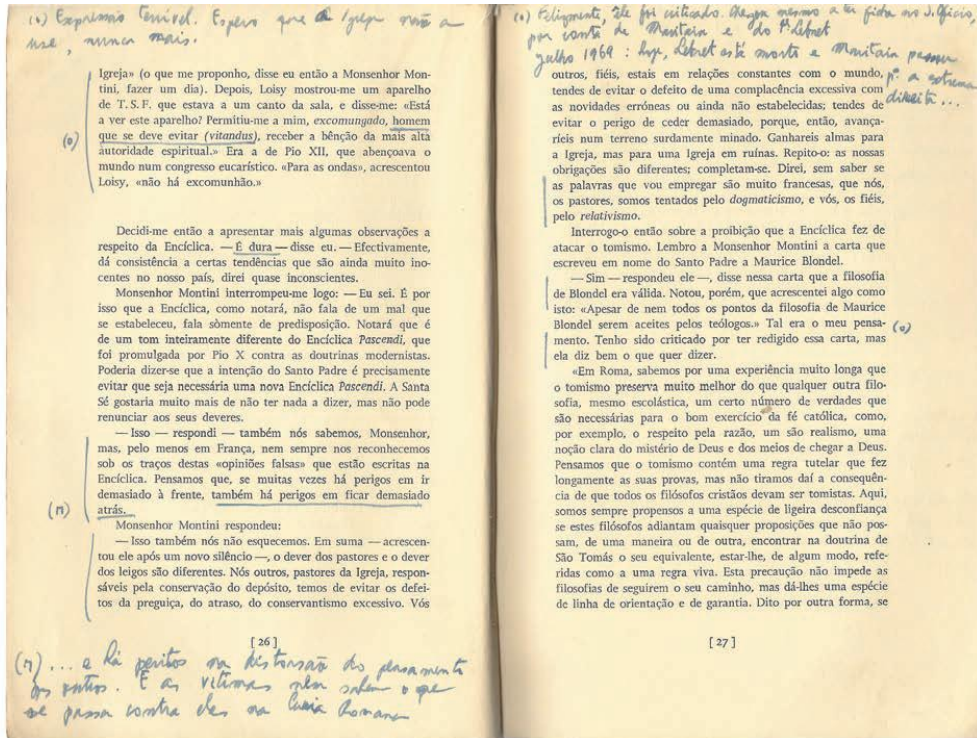 (o) Expressão terrível. Espero que a Igreja não a
use, nunca mais.
Igreja» (o que me proponho, disse eu então a Monsenhor Mon-
tini, fazer um dia). Depois, Loisy mostrou-me um aparelho
de T. S. F. que estava a um canto da sala, e disse-me: «Está
a ver este aparelho? Permitiu-me a mim, excomungado, homem
que se deve evitar (vitandus), receber a bênção da mais alta
autoridade espiritual.» Era a de Pio XII, que abençoava o
mundo num congresso eucarístico. «Para as ondas», acrescentou
Loisy, «não há excomunhão.»
(o)
Decidi-me então a apresentar mais algumas observações a
respeito da Encíclica. — É dura — disse eu. — Efectivamente,
dá consistência a certas tendências que são ainda muito ino-
centes no nosso país, direi quase inconscientes.
Monsenhor Montini interrompeu-me logo: — Eu sei. É por
isso que a Encíclica, como notará, não fala de um mal que
se estabeleceu, fala sòmente de predisposição. Notará que é
de um tom inteiramente diferente do Encíclica Pascendi, que
foi promulgada por Pio X contra as doutrinas modernistas.
Poderia dizer-se que a intenção do Santo Padre é precisamente
evitar que seja necessária uma nova Encíclica Pascendi. A Santa
Sé gostaria muito mais de não ter nada a dizer, mas não pode
renunciar aos seus deveres.
— Isso — respondi — também nós sabemos, Monsenhor,
mas, pelo menos em França, nem sempre nos reconhecemos
sob os traços destas «opiniões falsas» que estão escritas na
Encíclica. Pensamos que, se muitas vezes há perigos em ir
demasiado à frente, também há perigos em ficar demasiado
atrás.
(n)
Monsenhor Montini respondeu:
— Isso também nós não esquecemos. Em suma — acrescen-
tou ele após um novo silêncio —, o dever dos pastores e o dever
dos leigos são diferentes. Nós outros, pastores da Igreja, respon-
sáveis pela conservação do depósito, temos de evitar os defei-
tos da preguiça, do atraso, do conservantismo excessivo. Vós
[26]
(n) ... e há peritos na distorsão do pensamento
dos outros. E as vítimas nem sabem o que
se passa contra eles na Curia Romana
(o) Felizmente, ele foi criticado. Chegou mesmo a ter ficha no S. Ofício,
por conta de Maritain e do Pe. Lebret
julho 1969: hoje, Lebret está morto e Maritain passou
pª a extrema
direita...
outros, fiéis, estais em relações constantes com o mundo,
tendes de evitar o defeito de uma complacência excessiva com
as novidades erróneas ou ainda não estabelecidas; tendes de
evitar o perigo de ceder demasiado, porque, então, avança-
ríeis num terreno surdamente minado. Ganhareis almas para
a Igreja, mas para uma Igreja em ruínas. Repito-o: as nossas
obrigações são diferentes; completam-se. Direi, sem saber se
as palavras que vou empregar são muito francesas, que nós,
os pastores, somos tentados pelo dogmaticismo, e vós, os fiéis,
pelo relativismo.
Interrogo-o então sobre a proibição que a Encíclica fez de
atacar o tomismo. Lembro a Monsenhor Montini a carta que
escreveu em nome do Santo Padre a Maurice Blondel.
— Sim — respondeu ele —, disse nessa carta que a filosofia
de Blondel era válida. Notou, porém, que acrescentei algo como
isto: «Apesar de nem todos os pontos da filosofia de Maurice
Blondel serem aceites pelos teólogos.» Tal era o meu pensa-
mento. Tenho sido criticado por ter redigido essa carta, mas
ela diz bem o que quer dizer.
(o)
«Em Roma, sabemos por uma experiência muito longa que
o tomismo preserva muito melhor do que qualquer outra filo-
sofia, mesmo escolástica, um certo número de verdades que
são necessárias para o bom exercício da fé católica, como,
por exemplo, o respeito pela razão, um são realismo, uma
noção clara do mistério de Deus e dos meios de chegar a Deus.
Pensamos que o tomismo contém uma regra tutelar que fez
longamente as suas provas, mas não tiramos daí a consequên-
cia de que todos os filósofos cristãos devam ser tomistas. Aqui,
somos sempre propensos a uma espécie de ligeira desconfiança
se estes filósofos adiantam quaisquer proposições que não pos-
sam, de uma maneira ou de outra, encontrar na doutrina de
São Tomás o seu equivalente, estar-lhe, de algum modo, refe-
ridas como a uma regra viva. Esta precaução não impede as
filosofias de seguirem o seu caminho, mas dá-lhes uma espécie
de linha de orientação e de garantia. Dito por outra forma, se
[27]